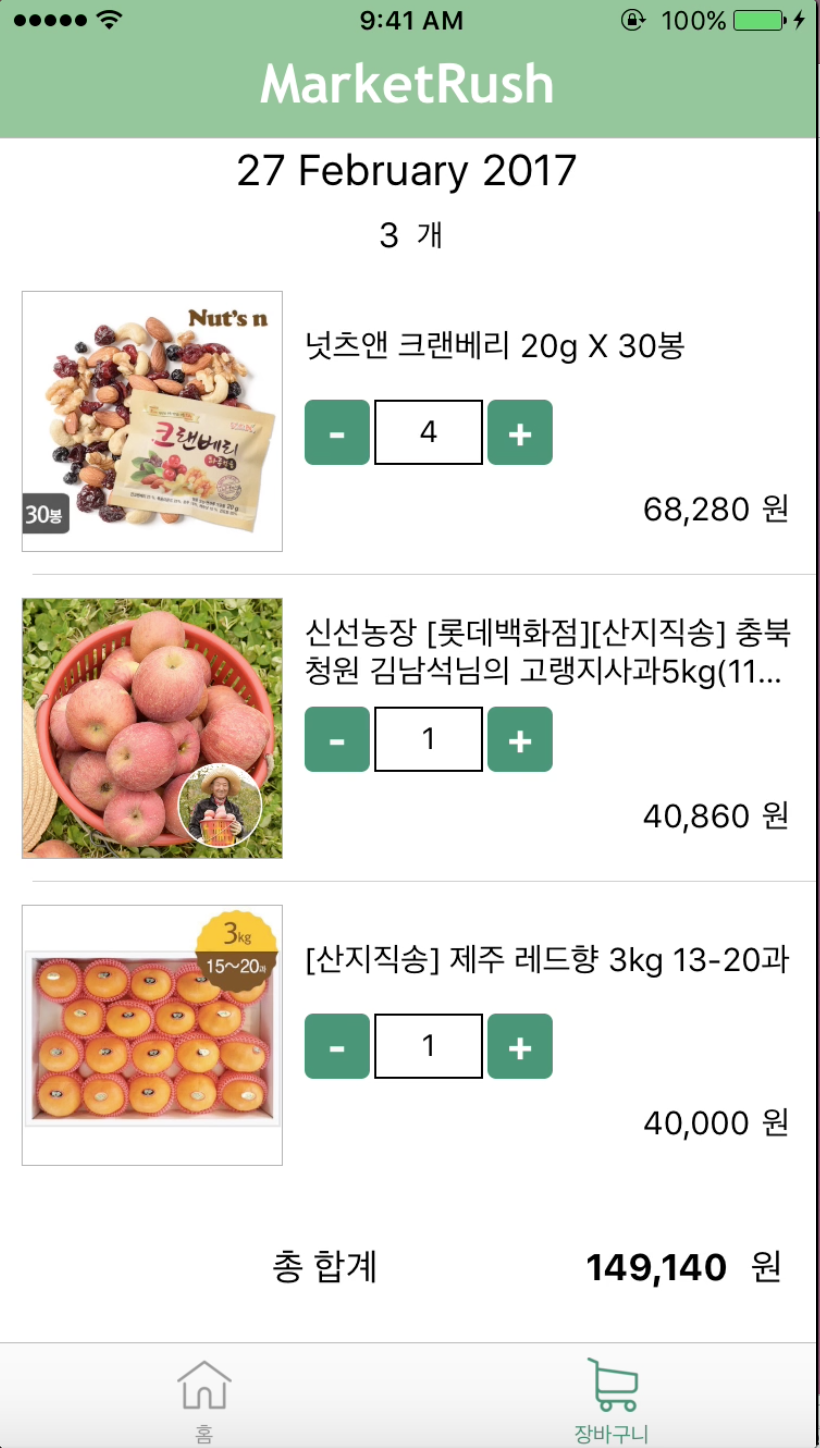 9:41 AM
100%
MarketRush
27 February 2017
3 개
Nut's n
크랜베리
30봉
넛츠앤 크랜베리 20g X 30봉
- 4 +
68,280 원
신선농장 [롯데백화점][산지직송] 충북
청원 김남석님의 고랭지사과5kg(11...
- 1 +
40,860 원
3kg
15~20과
[산지직송] 제주 레드향 3kg 13-20과
- 1 +
40,000 원
총 합계 149,140 원
홈 장바구니